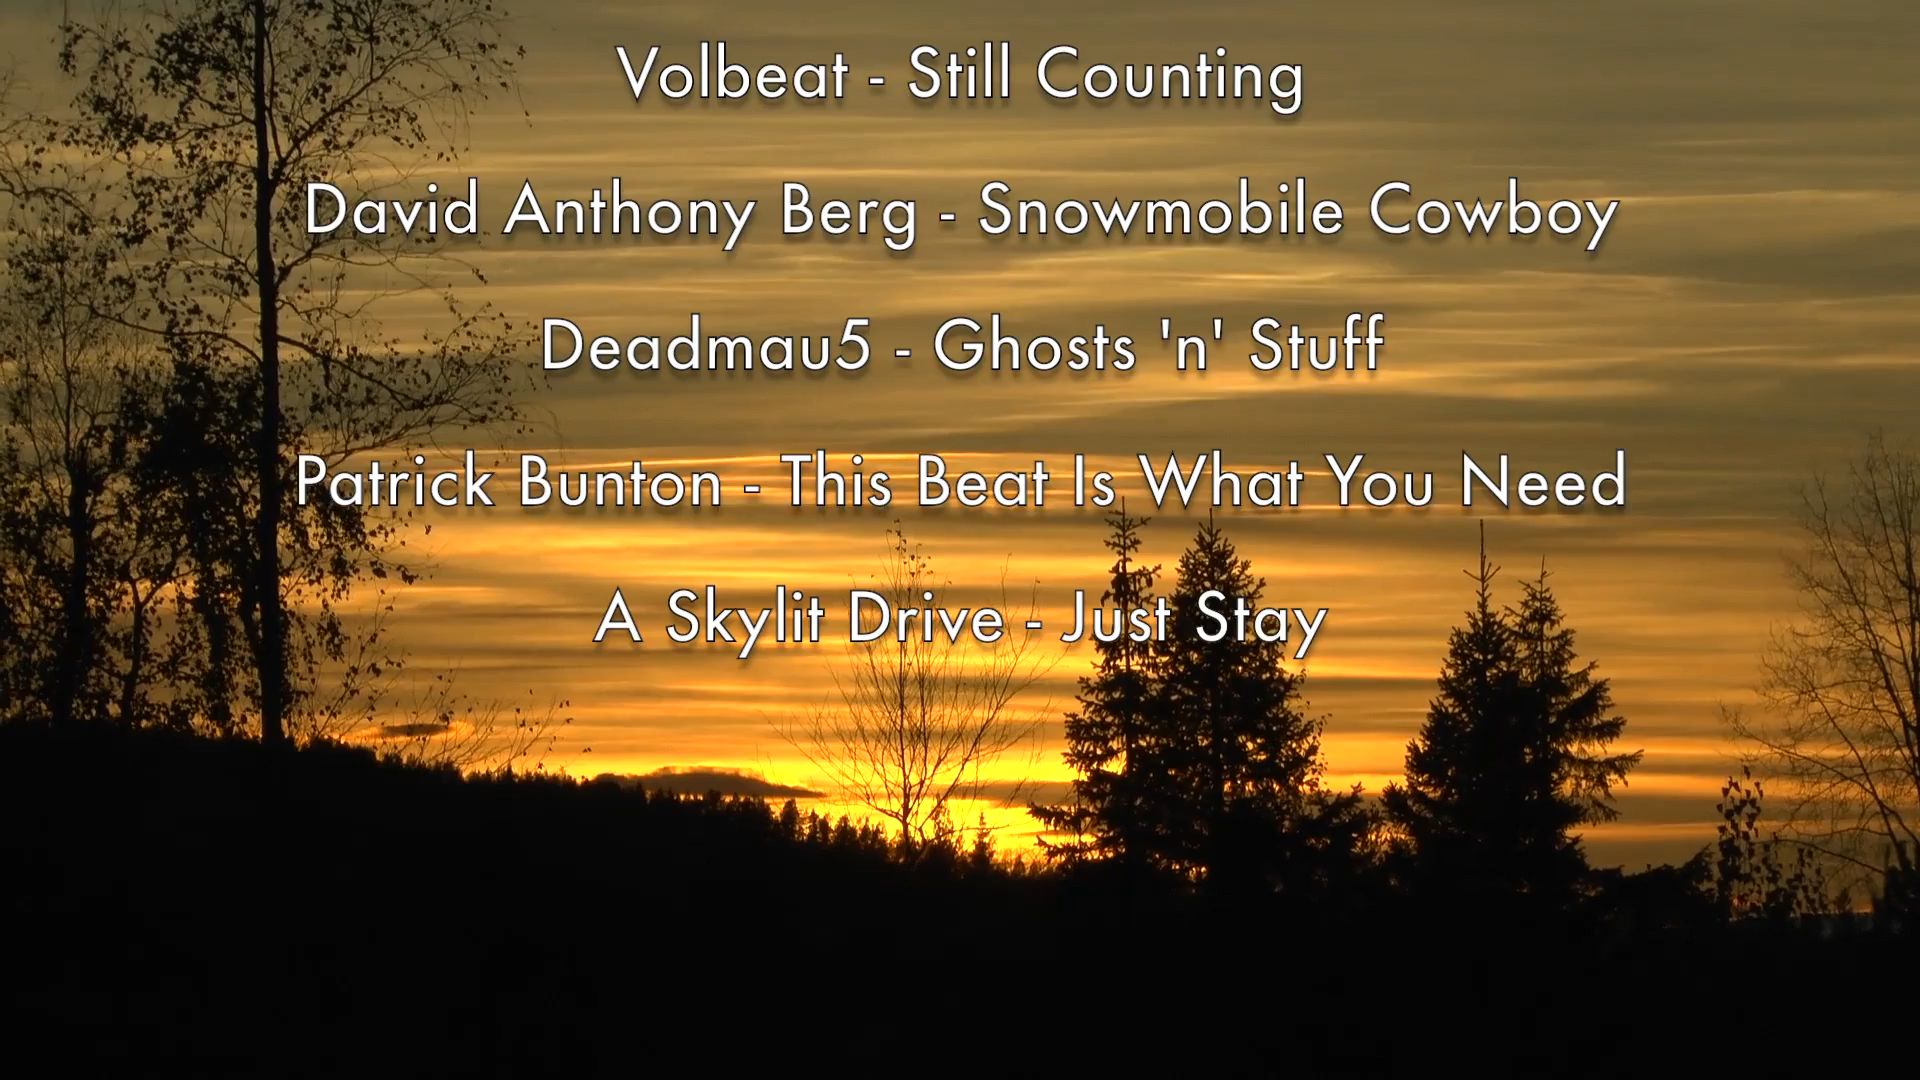 Volbeat - Still Counting
David Anthony Berg - Snowmobile Cowboy
Deadmau5 - Ghosts 'n' Stuff
Patrick Bunton - This Beat Is What You Need
A Skylit Drive - Just Stay